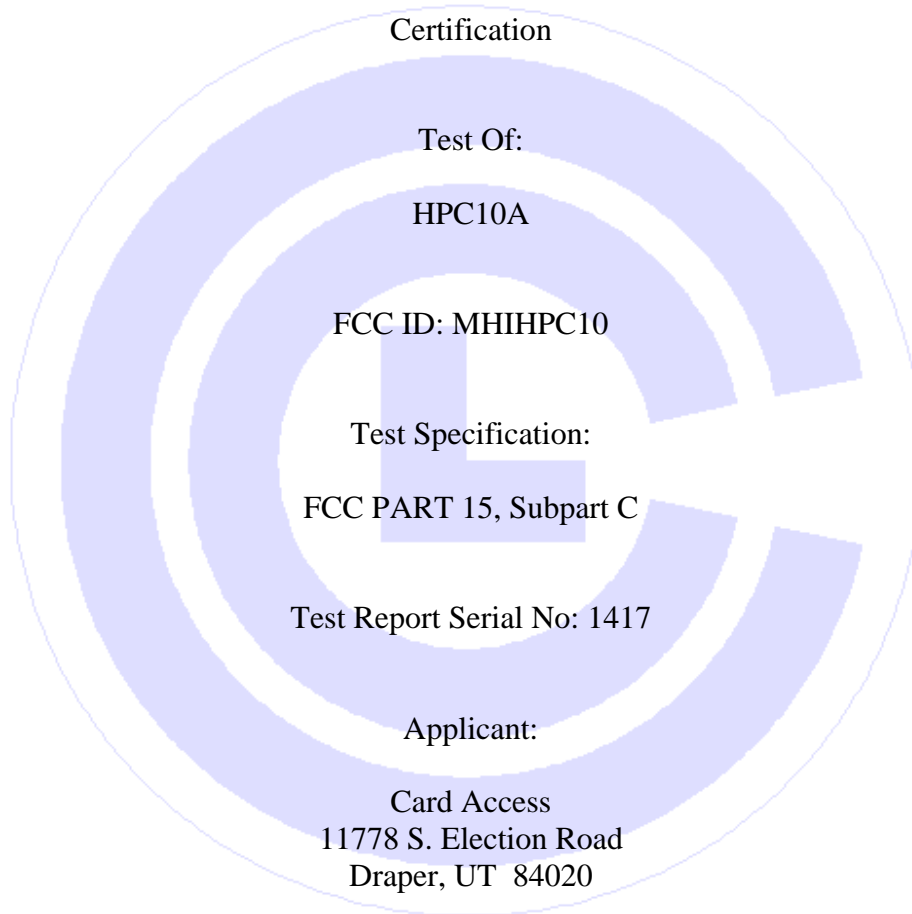 Certification
Test Of:
HPC10A
FCC ID: MHIHPC10
Test Specification:
FCC PART 15, Subpart C
Test Report Serial No: 1417
Applicant:
Card Access
11778 S. Election Road
Draper, UT  84020